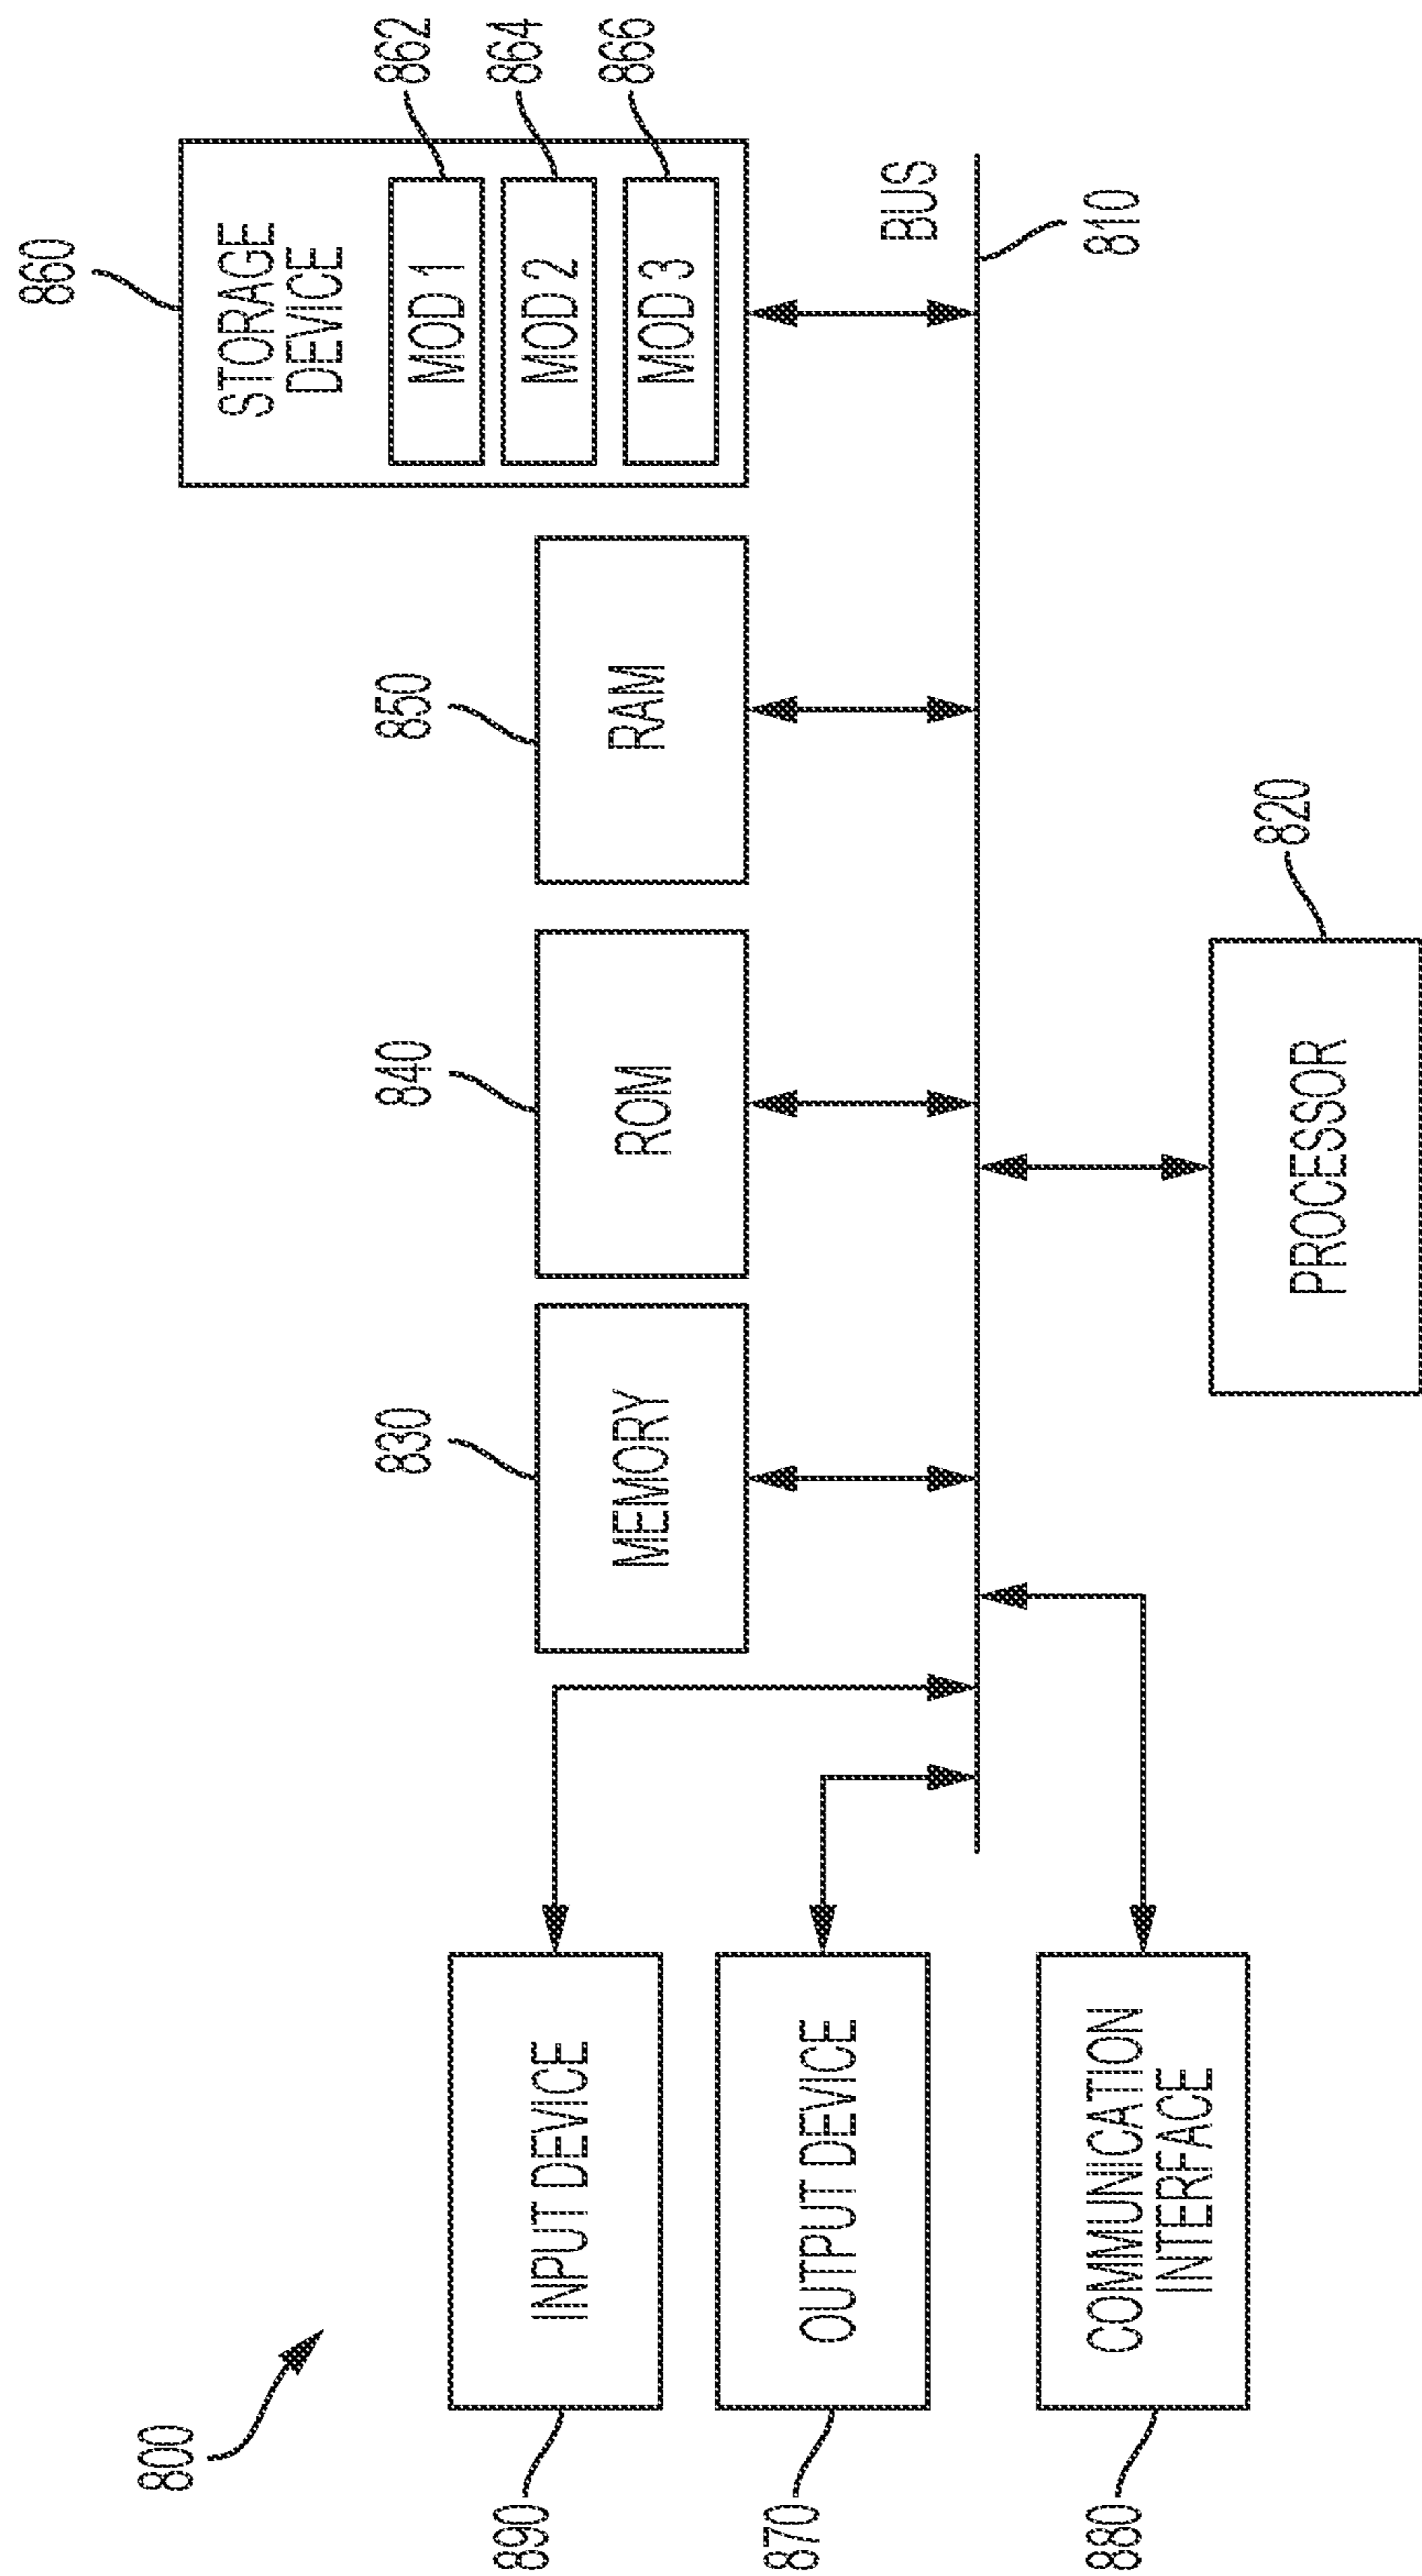 800
890
INPUT DEVICE
870
OUTPUT DEVICE
880
COMMUNICATION
INTERFACE
830
MEMORY
840
ROM
850
RAM
860
STORAGE
DEVICE
MOD 1
862
MOD 2
864
MOD 3
866
BUS
810
820
PROCESSOR